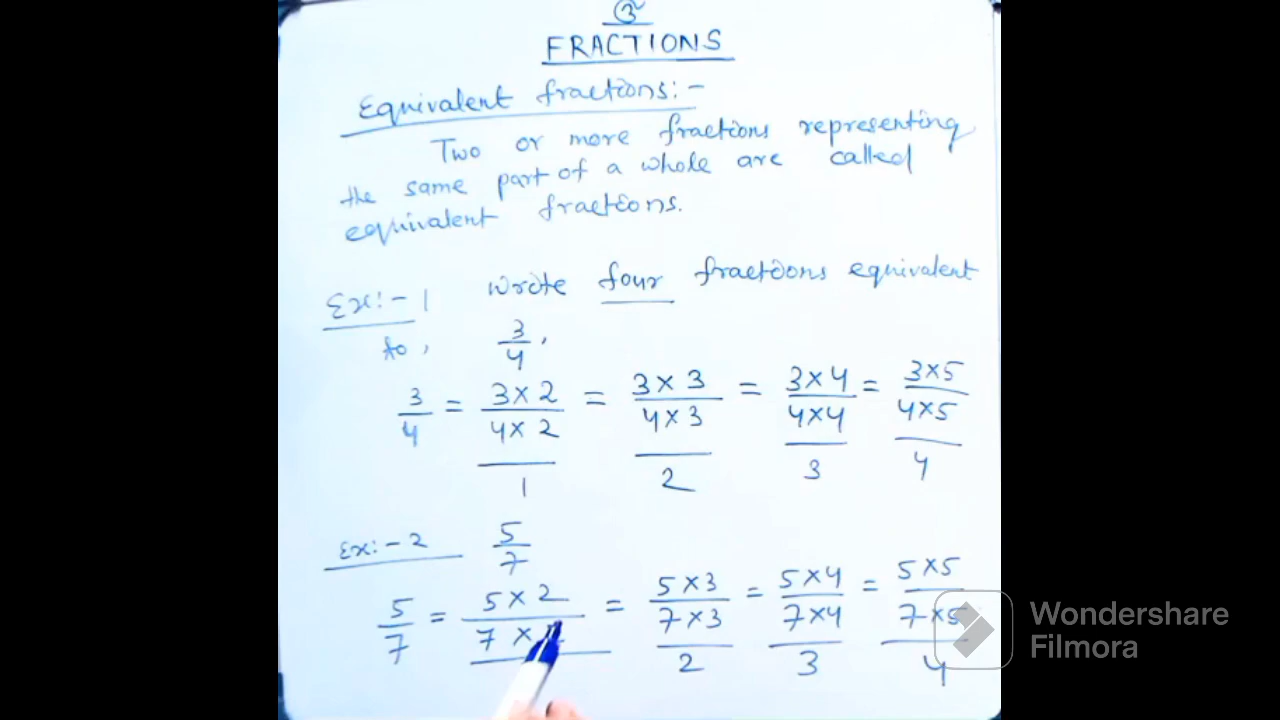 3
FRACTIONS
Equivalent fractions:-
Two or more fractions representing
the same part of a whole are called
equivalent fractions.
Ex:-1 Write four fractions equivalent
to, 3/4,
3/4 = 3×2/4×2 = 3×3/4×3 = 3×4/4×4 = 3×5/4×5
1 2 3 4
Ex:-2 5/7
5/7 = 5×2/7× = 5×3/7×3 = 5×4/7×4 = 5×5/7×5
2 3 4
Wondershare
Filmora